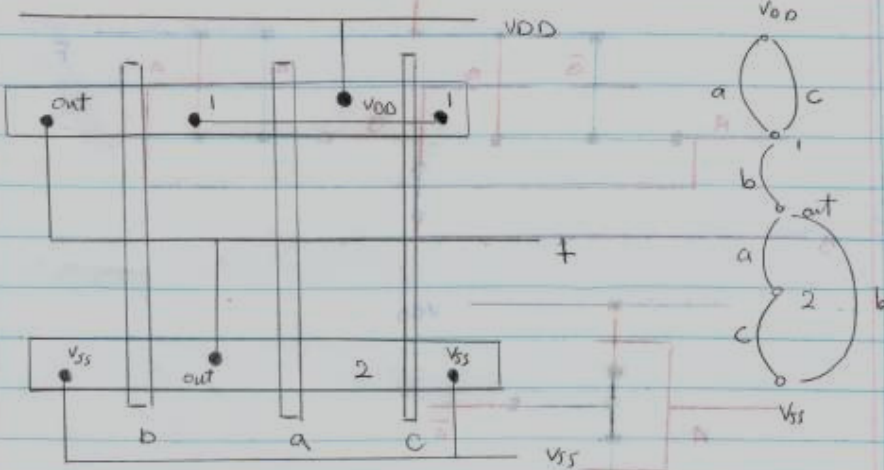 VDD
VDD
out 1 VDD 1
a c
1
b
out
f
a
2 b
c
Vss out 2 Vss
Vss
b a c
Vss